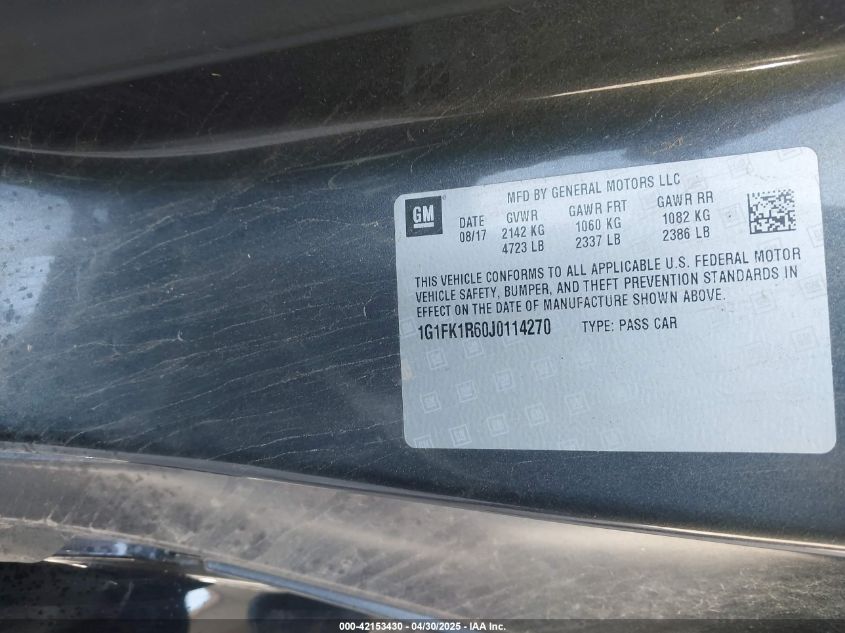 MFD BY GENERAL MOTORS LLC
GM
DATE GVWR GAWR FRT GAWR RR
08/17 2142 KG 1060 KG 1082 KG
4723 LB 2337 LB 2386 LB
THIS VEHICLE CONFORMS TO ALL APPLICABLE U.S. FEDERAL MOTOR
VEHICLE SAFETY, BUMPER, AND THEFT PREVENTION STANDARDS IN
EFFECT ON THE DATE OF MANUFACTURE SHOWN ABOVE.
1G1FK1R60J0114270 TYPE: PASS CAR
000-42153430 - 04/30/2025 - IAA Inc.